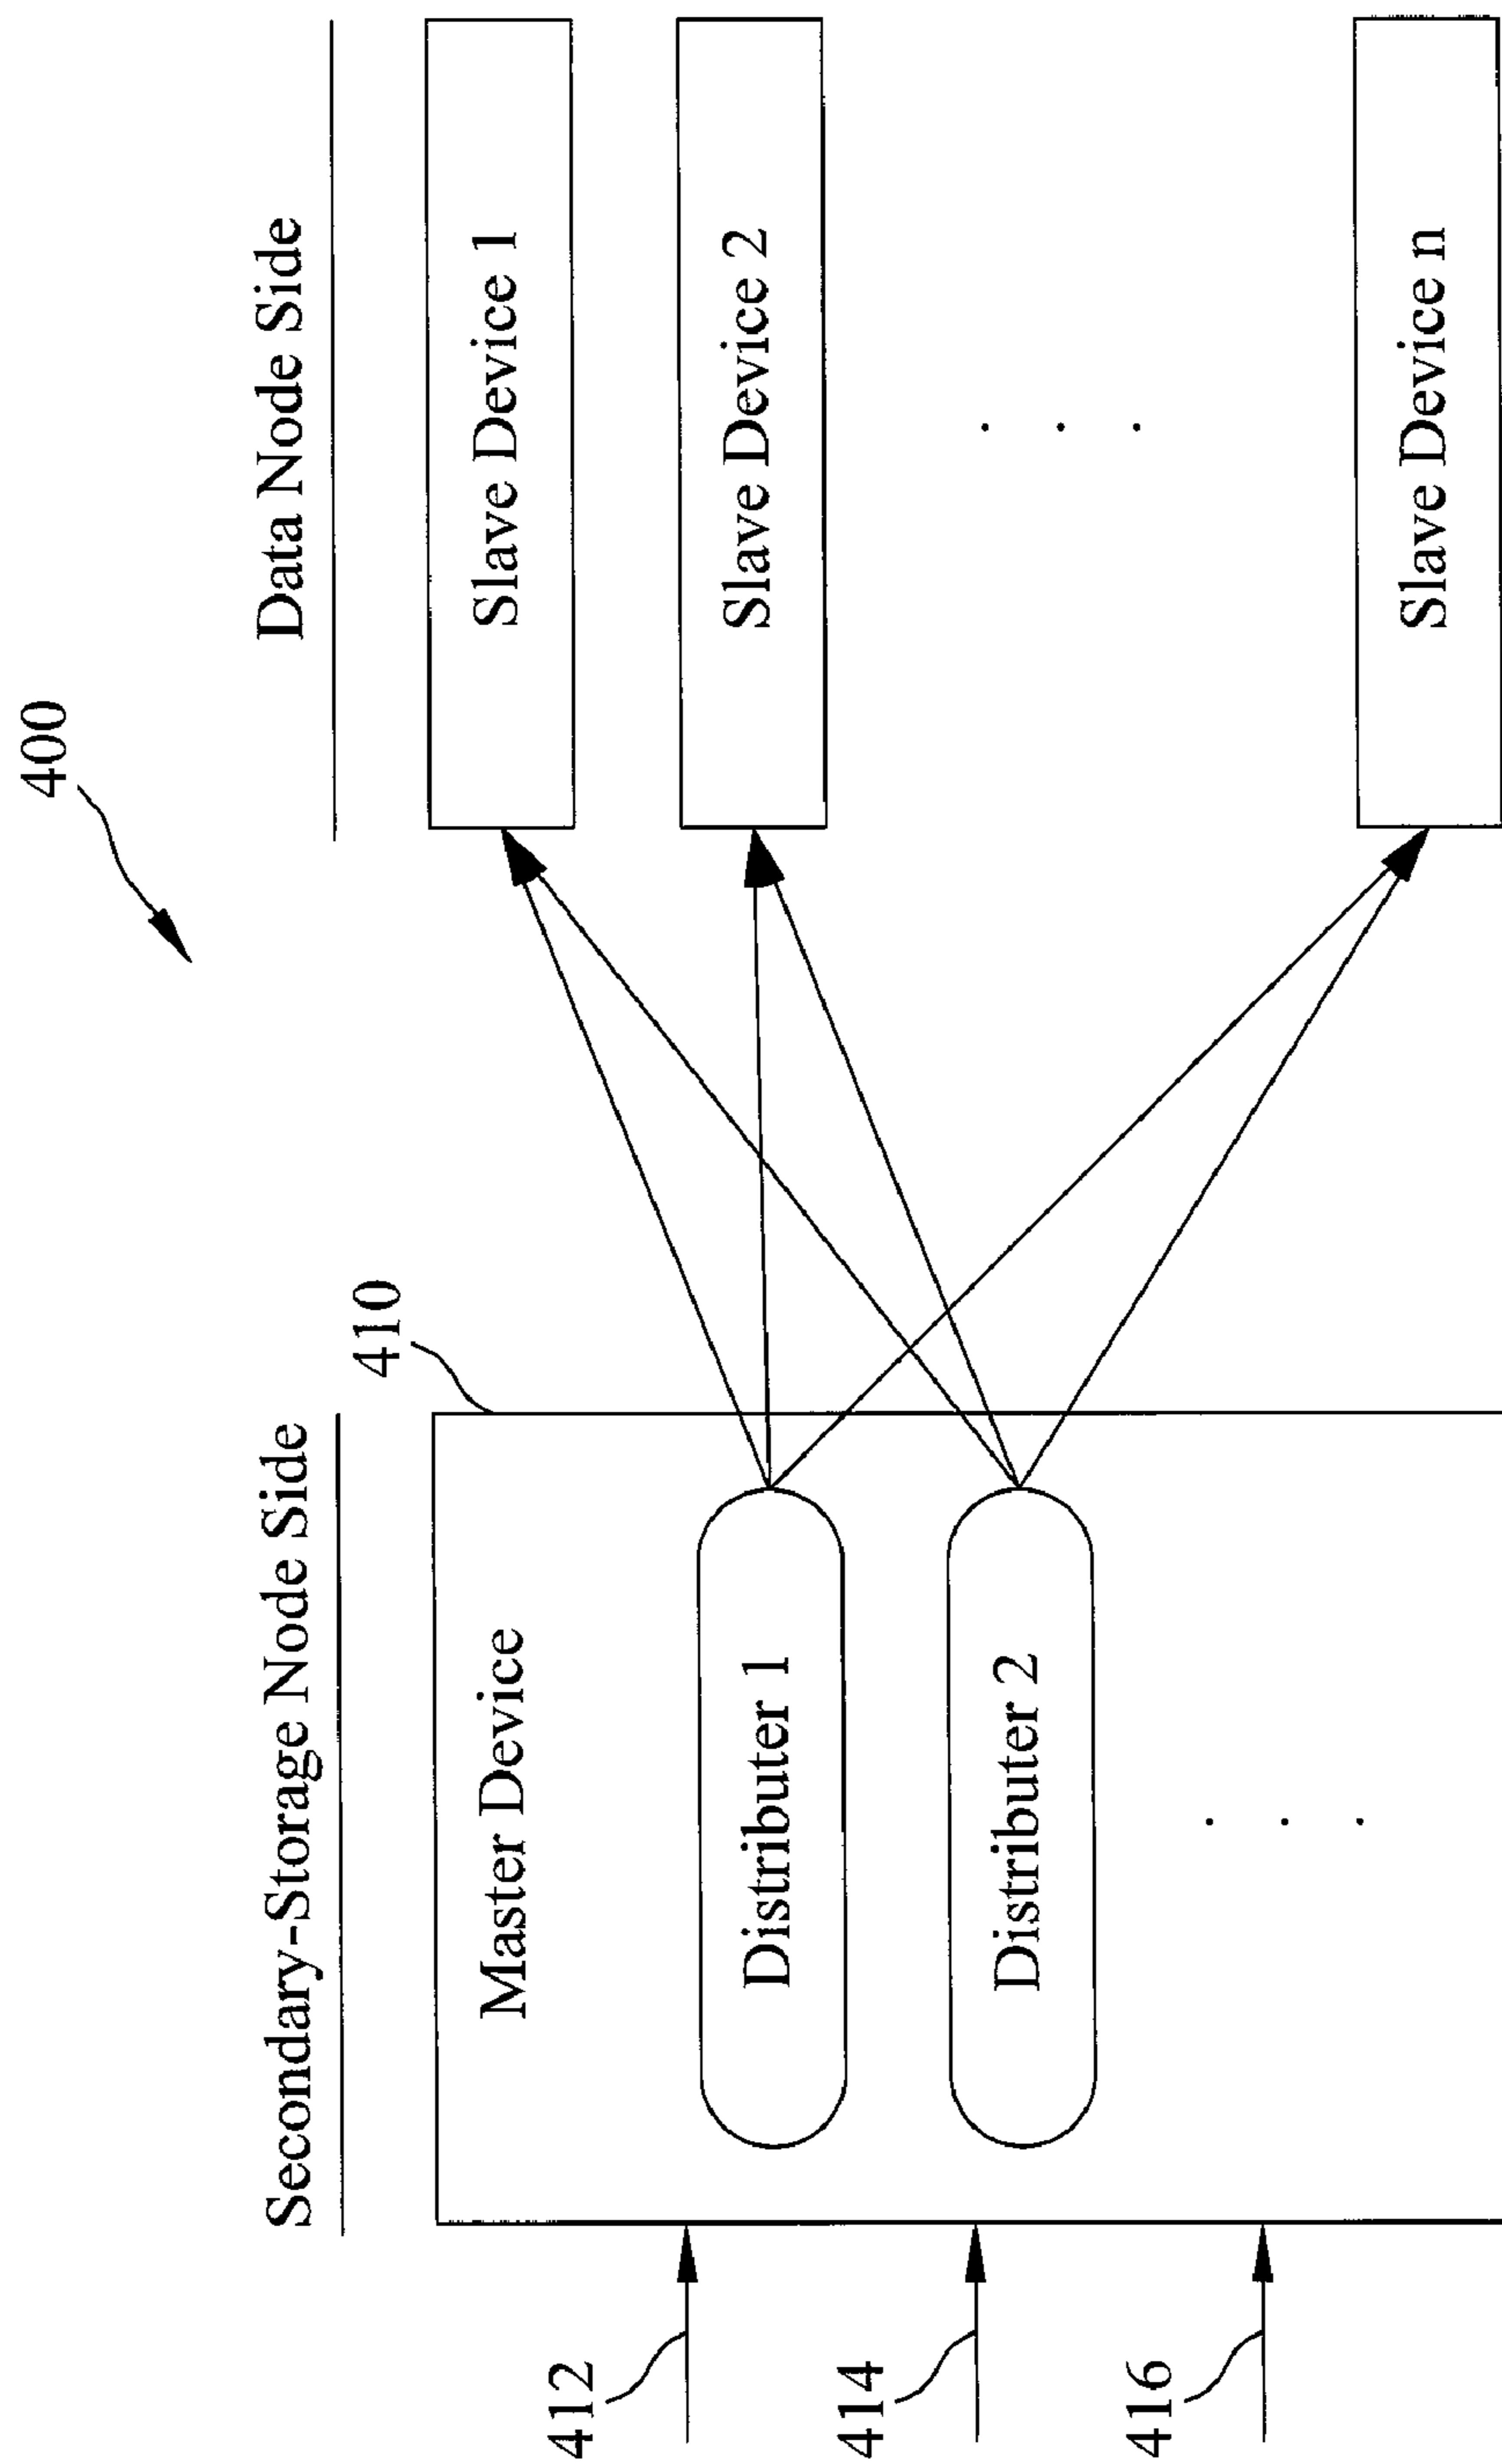 400
Secondary-Storage Node Side
Data Node Side
410
Master Device
Distributer 1
Distributer 2
. . .
Slave Device 1
Slave Device 2
. . .
Slave Device n
412
414
416